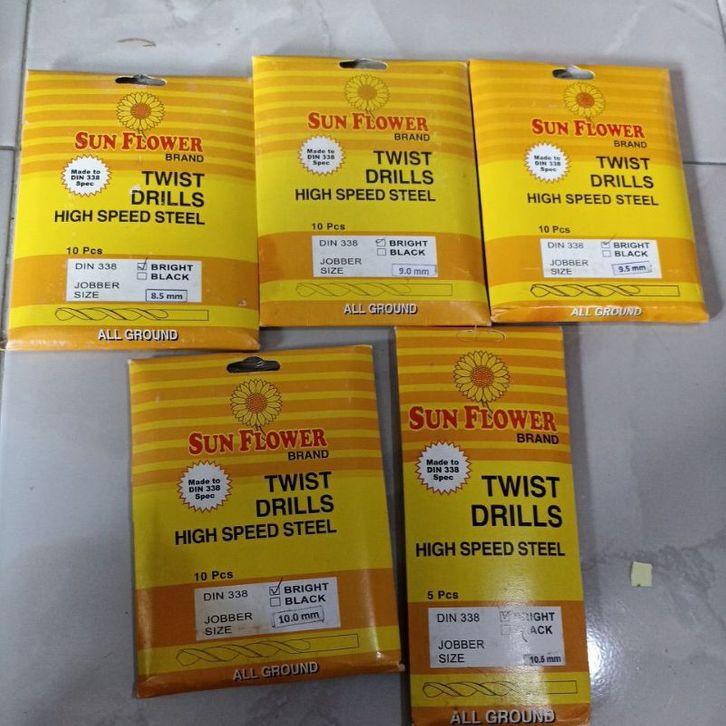 SUN FLOWER
BRAND
Made to
DIN 338
Spec
TWIST
DRILLS
HIGH SPEED STEEL
10 Pcs
DIN 338
BRIGHT
BLACK
JOBBER
SIZE
8.5 mm
ALL GROUND
SUN FLOWER
BRAND
Made to
DIN 338
Spec
TWIST
DRILLS
HIGH SPEED STEEL
10 Pcs
DIN 338
BRIGHT
BLACK
JOBBER
SIZE
9.0 mm
ALL GROUND
SUN FLOWER
BRAND
Made to
DIN 338
Spec
TWIST
DRILLS
HIGH SPEED STEEL
10 Pcs
DIN 338
BRIGHT
BLACK
JOBBER
SIZE
9.5 mm
ALL GROUND
SUN FLOWER
BRAND
Made to
DIN 338
Spec
TWIST
DRILLS
HIGH SPEED STEEL
10 Pcs
DIN 338
BRIGHT
BLACK
JOBBER
SIZE
10.0 mm
ALL GROUND
SUN FLOWER
BRAND
Made to
DIN 338
Spec
TWIST
DRILLS
HIGH SPEED STEEL
5 Pcs
DIN 338
BRIGHT
ACK
JOBBER
SIZE
10.5 mm
ALL GROUND